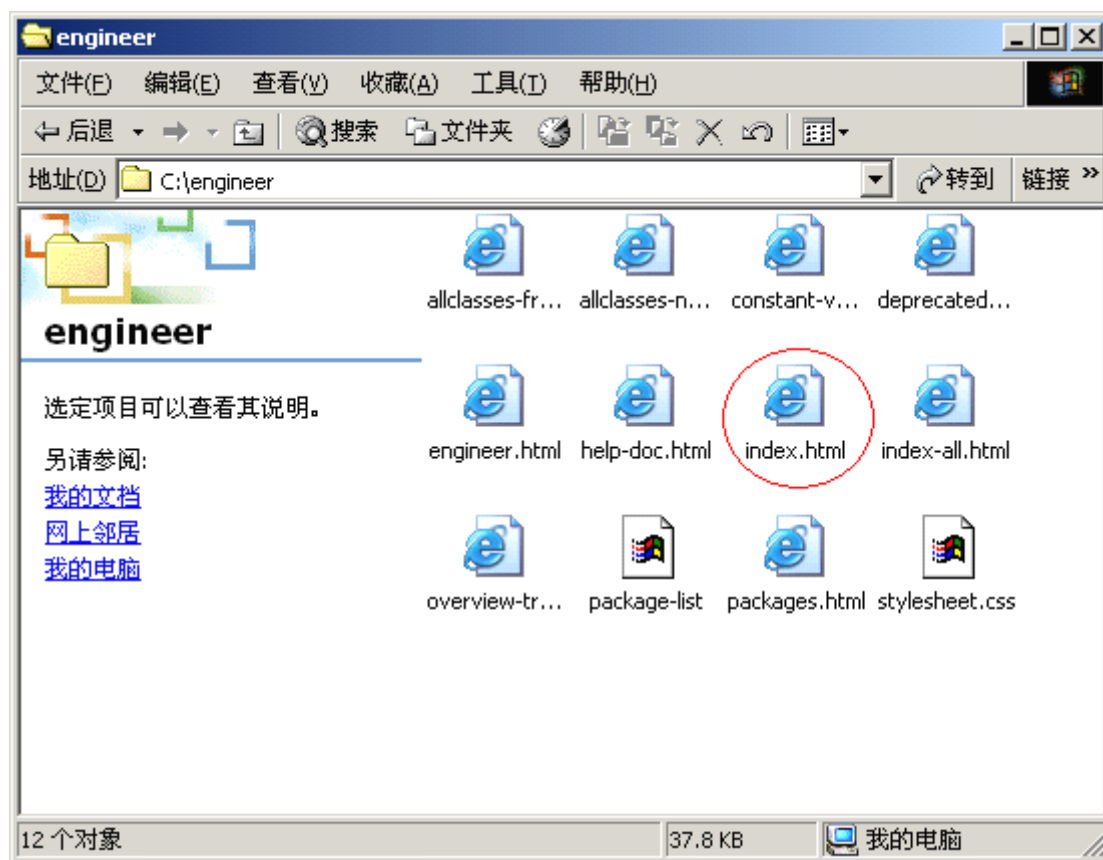 engineer
文件(F) 编辑(E) 查看(V) 收藏(A) 工具(T) 帮助(H)
后退 搜索 文件夹
地址(D) C:\engineer 转到 链接 »
engineer
选定项目可以查看其说明。
另请参阅:
我的文档
网上邻居
我的电脑
allclasses-fr... allclasses-n... constant-v... deprecated...
engineer.html help-doc.html index.html index-all.html
overview-tr... package-list packages.html stylesheet.css
12 个对象 37.8 KB 我的电脑